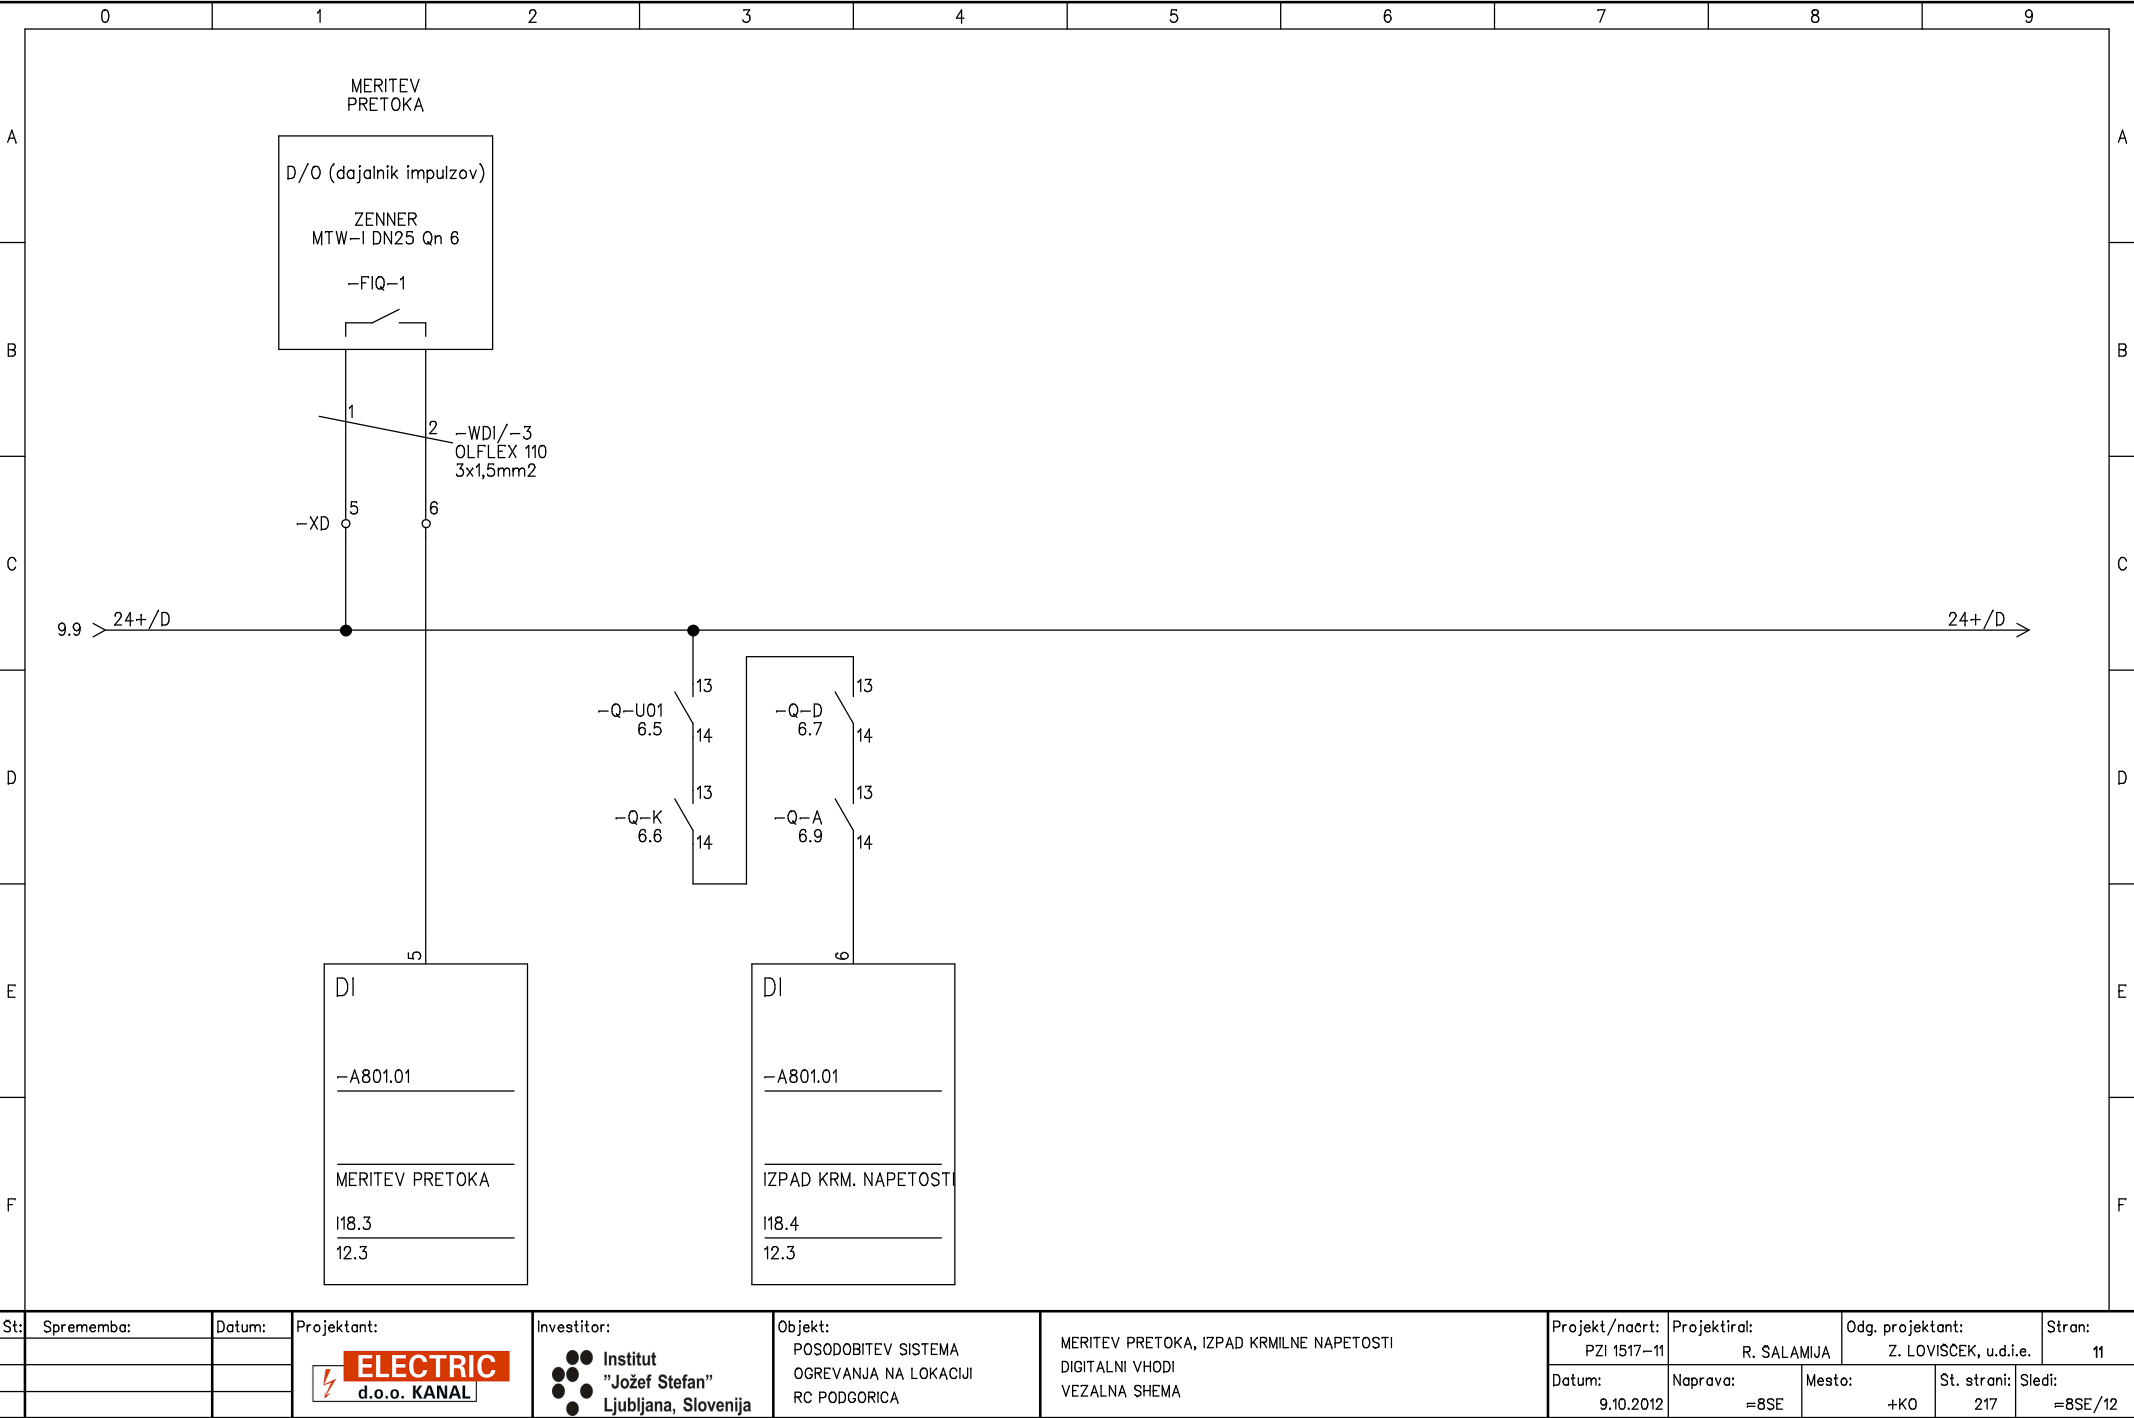 0 1 2 3 4 5 6 7 8 9
MERITEV
PRETOKA
A A
D/O (dajalnik impulzov)
ZENNER
MTW-I DN25 Qn 6
-FIQ-1
B B
1
2
-WDI/-3
OLFLEX 110
3x1,5mm2
5 6
-XD
C C
9.9 24+/D 24+/D
13 13
-Q-U01 -Q-D
6.5 6.7
14 14
D D
13 13
-Q-K -Q-A
6.6 6.9
14 14
5 6
DI DI
E E
-A801.01 -A801.01
MERITEV PRETOKA IZPAD KRM. NAPETOSTI
F F
I18.3 I18.4
12.3 12.3
St: Sprememba: Datum: Projektant: Investitor: Objekt: Projekt/načrt: Projektiral: Odg. projektant: Stran:
PZI 1517-11 R. SALAMIJA Z. LOVIŠČEK, u.d.i.e. 11
ELECTRIC
d.o.o. KANAL
Institut
"Jožef Stefan"
Ljubljana, Slovenija
POSODOBITEV SISTEMA
OGREVANJA NA LOKACIJI
RC PODGORICA
MERITEV PRETOKA, IZPAD KRMILNE NAPETOSTI
DIGITALNI VHODI
VEZALNA SHEMA
Datum: Naprava: Mesto: Št. strani: Sledi:
9.10.2012 =8SE +KO 217 =8SE/12